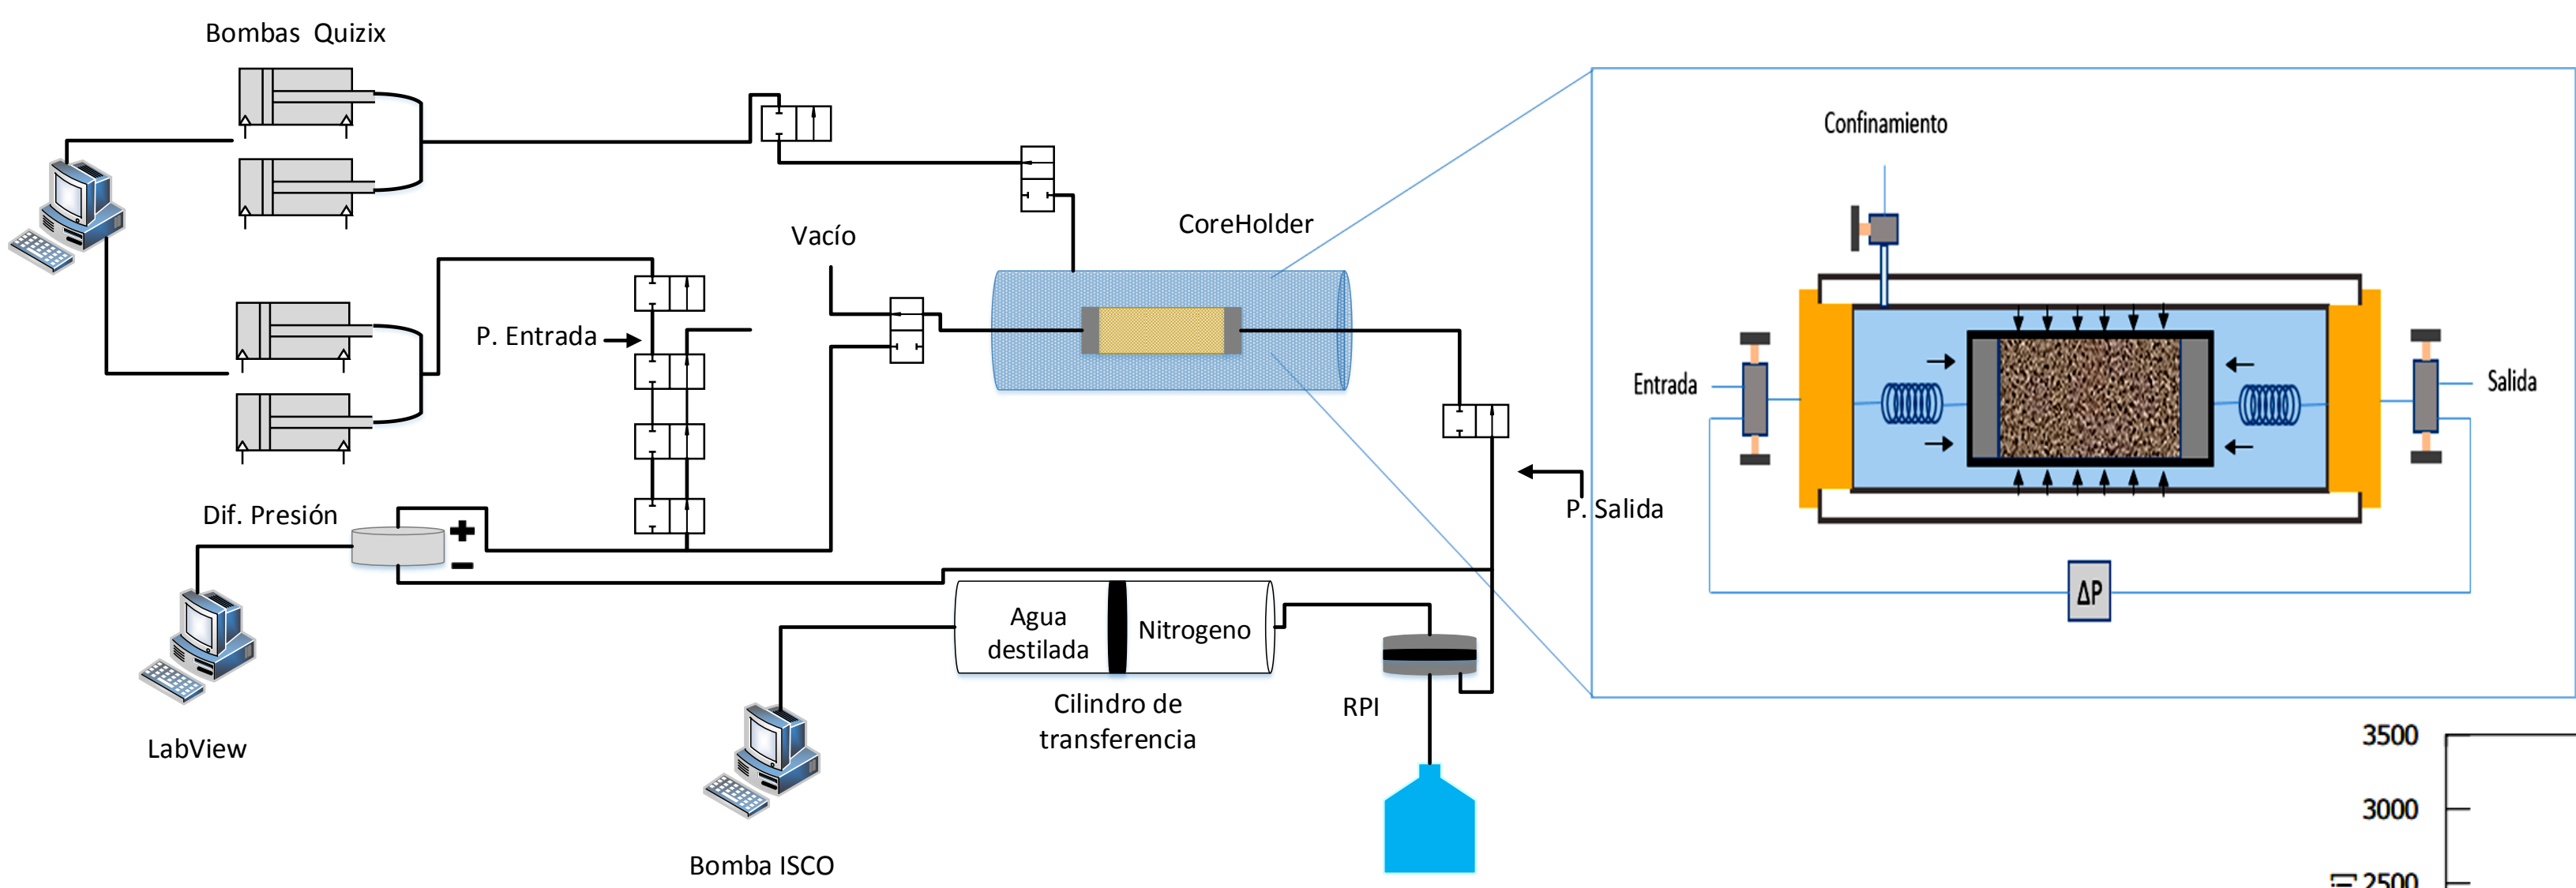 Bombas Quizix
Vacío
CoreHolder
P. Entrada
Dif. Presión
+
−
P. Salida
Agua
destilada
Nitrogeno
Cilindro de
transferencia
RPI
LabView
Bomba ISCO
Confinamiento
Entrada
Salida
ΔP
3500
3000
2500